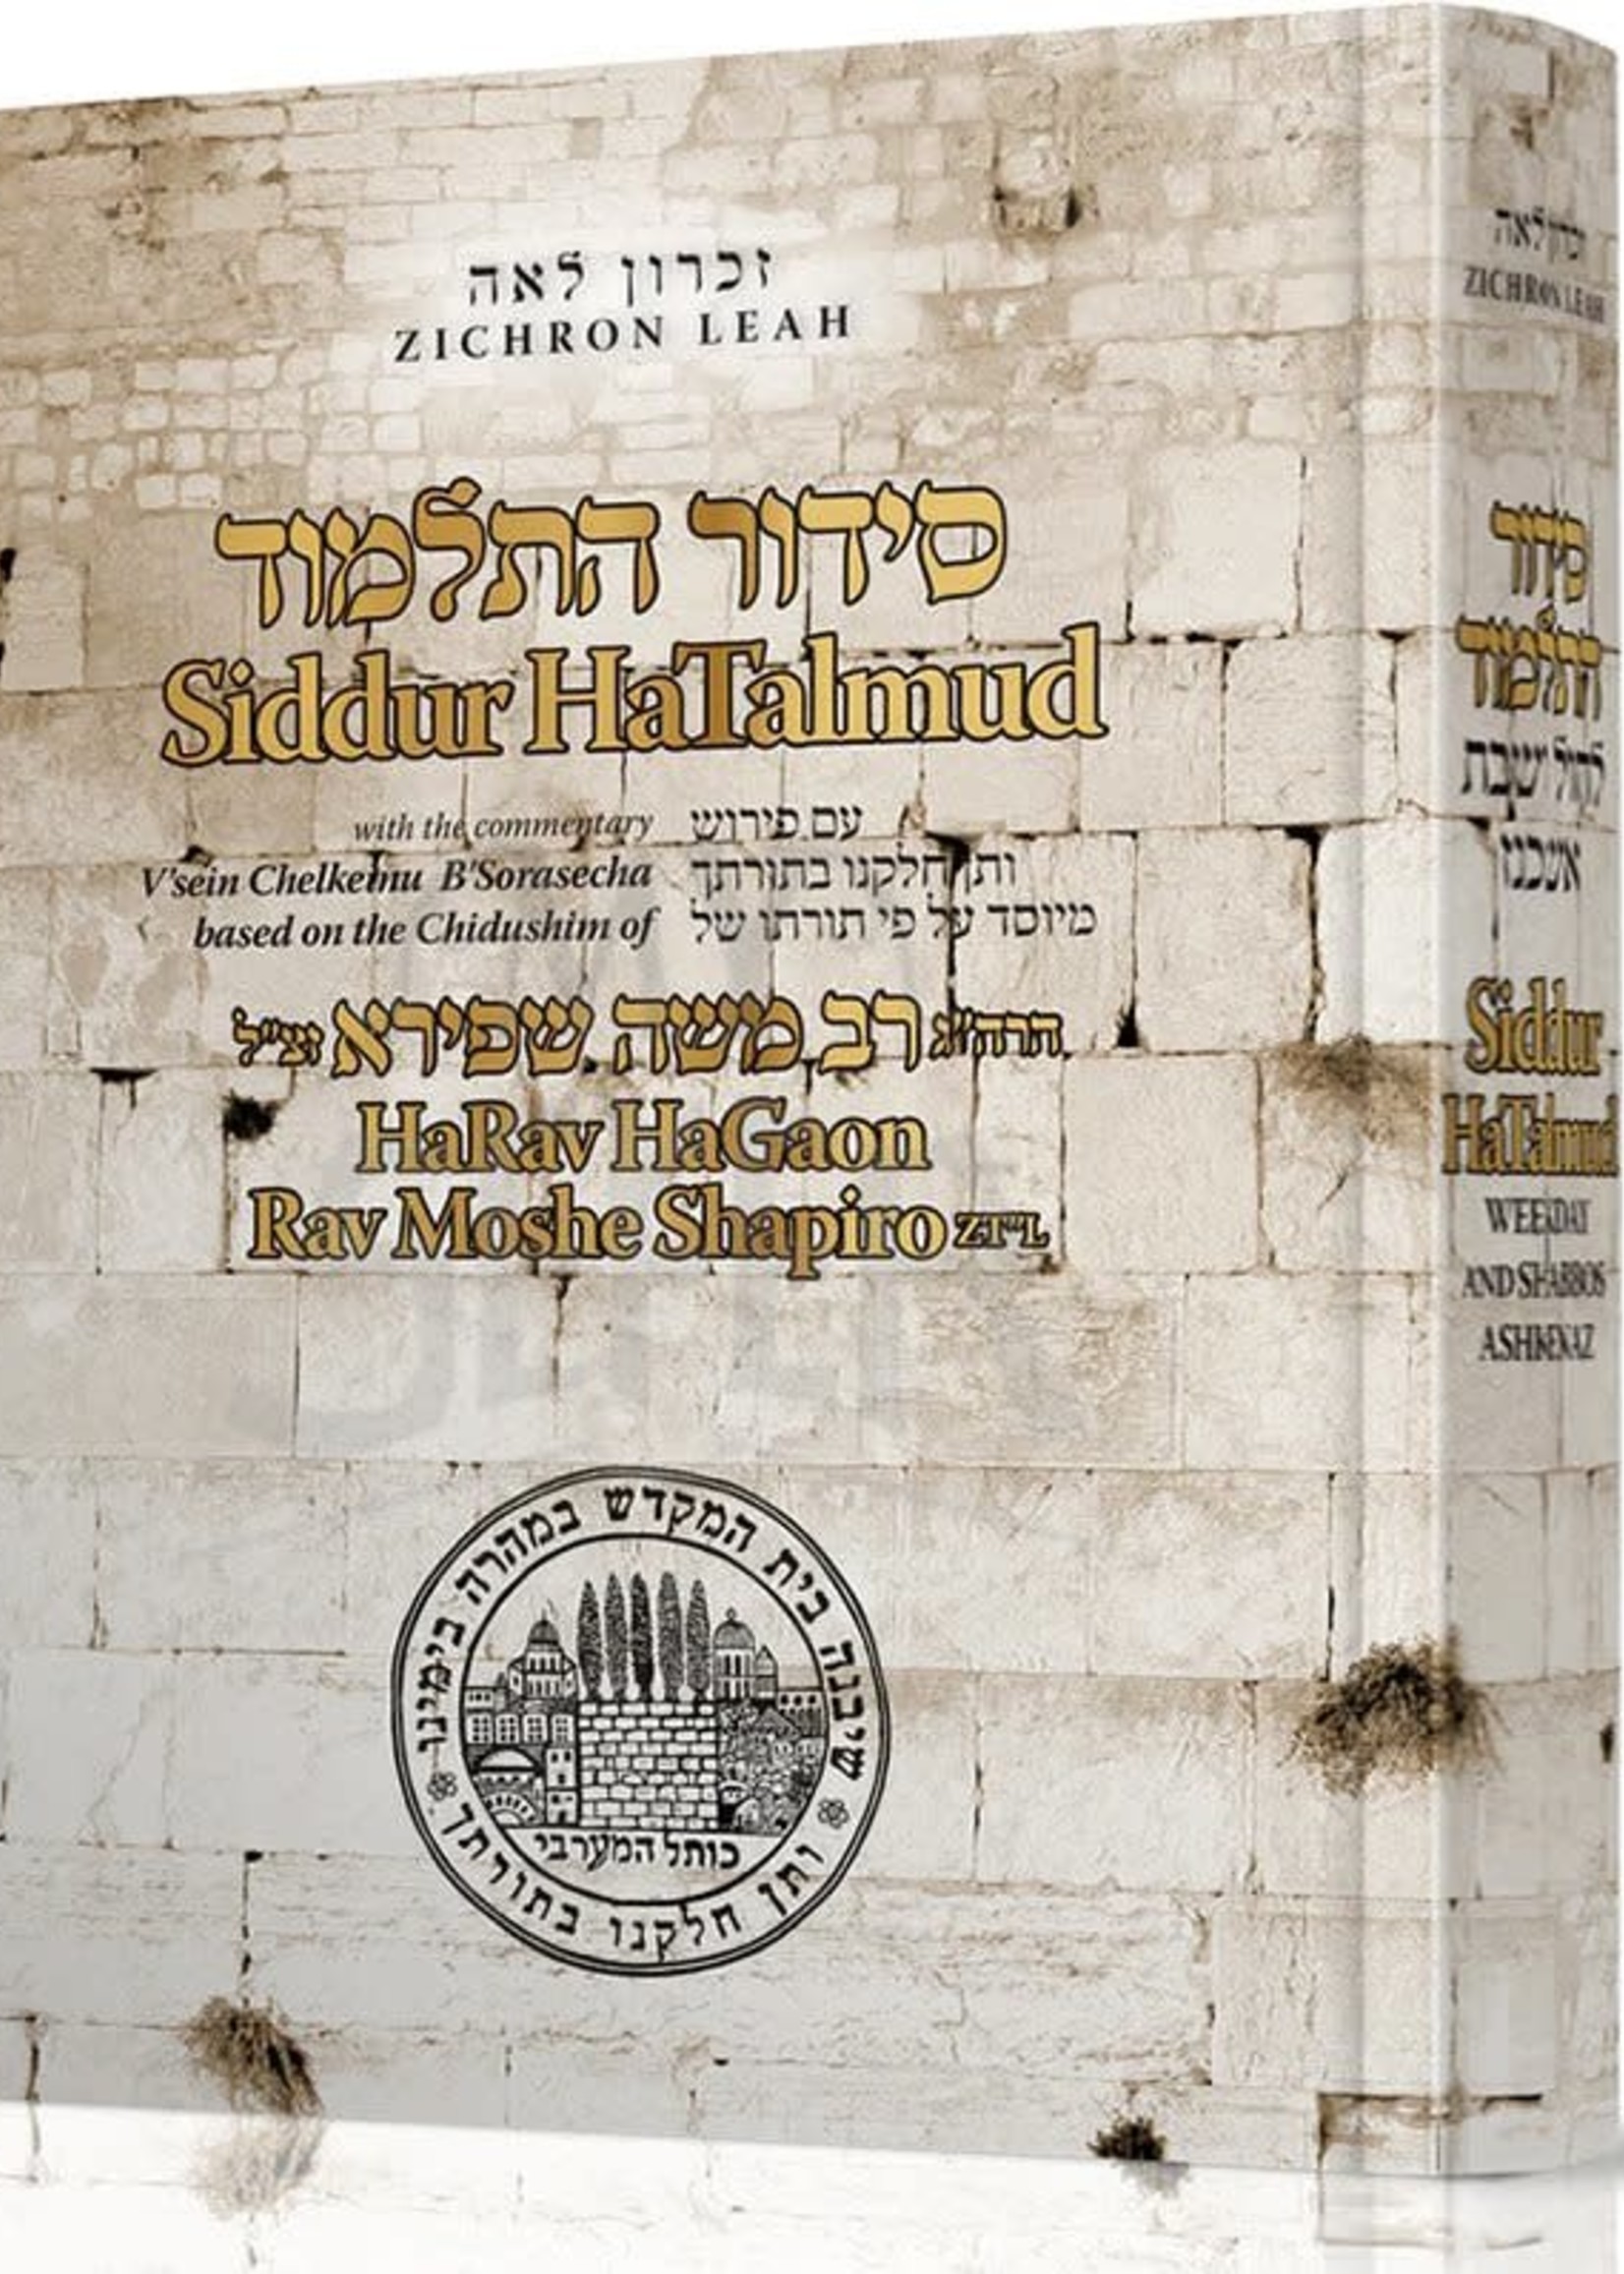 זכרון לאה
ZICHRON LEAH
סידור התלמוד
Siddur HaTalmud
with the commentary
V'sein Chelkeinu B'Sorasecha
based on the Chidushim of
עם פירוש
ותן חלקנו בתורתך
מיוסד על פי תורתו של
הרה"ג רב משה שפירא זצ"ל
HaRav HaGaon
Rav Moshe Shapiro ZT"L
שיבנה בית המקדש במהרה בימינו
ותן חלקנו בתורתך
כותל המערבי
זכרון לאה
ZICHRON LEAH
סידור
התלמוד
לחול ושבת
אשכנז
Siddur
HaTalmud
WEEKDAY
AND SHABBOS
ASHKENAZ